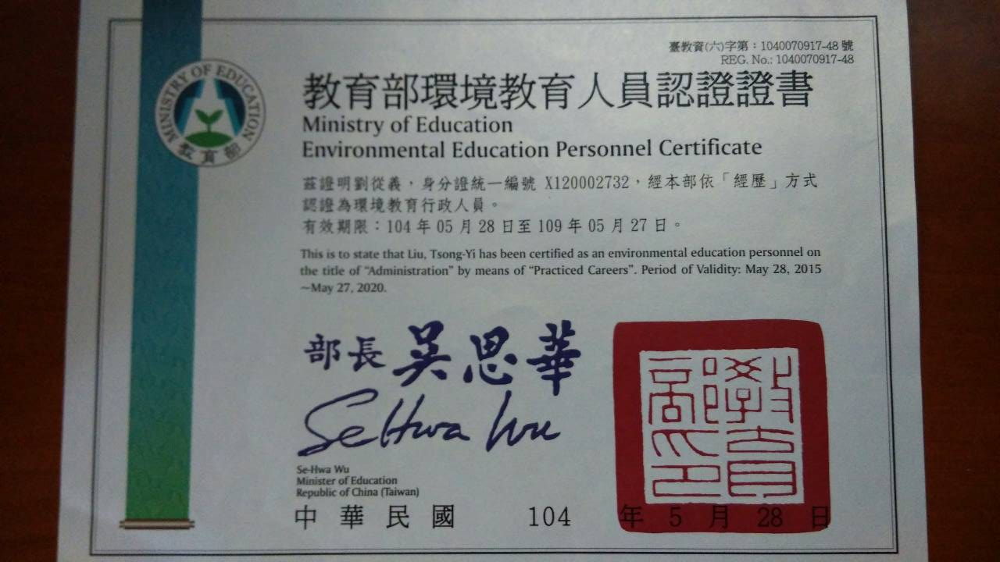 臺教資(六)字第：1040070917-48 號
REG. No.: 1040070917-48
MINISTRY OF EDUCATION
教育部
教育部環境教育人員認證證書
Ministry of Education
Environmental Education Personnel Certificate
茲證明劉從義，身分證統一編號 X120002732，經本部依「經歷」方式
認證為環境教育行政人員。
有效期限：104 年 05 月 28 日至 109 年 05 月 27 日。
This is to state that Liu, Tsong-Yi has been certified as an environmental education personnel on
the title of “Administration” by means of “Practiced Careers”. Period of Validity: May 28, 2015
~May 27, 2020.
部長 吳思華
SeHwa Wu
教育部印
Se-Hwa Wu
Minister of Education
Republic of China (Taiwan)
中華民國 104 年 5 月 28 日